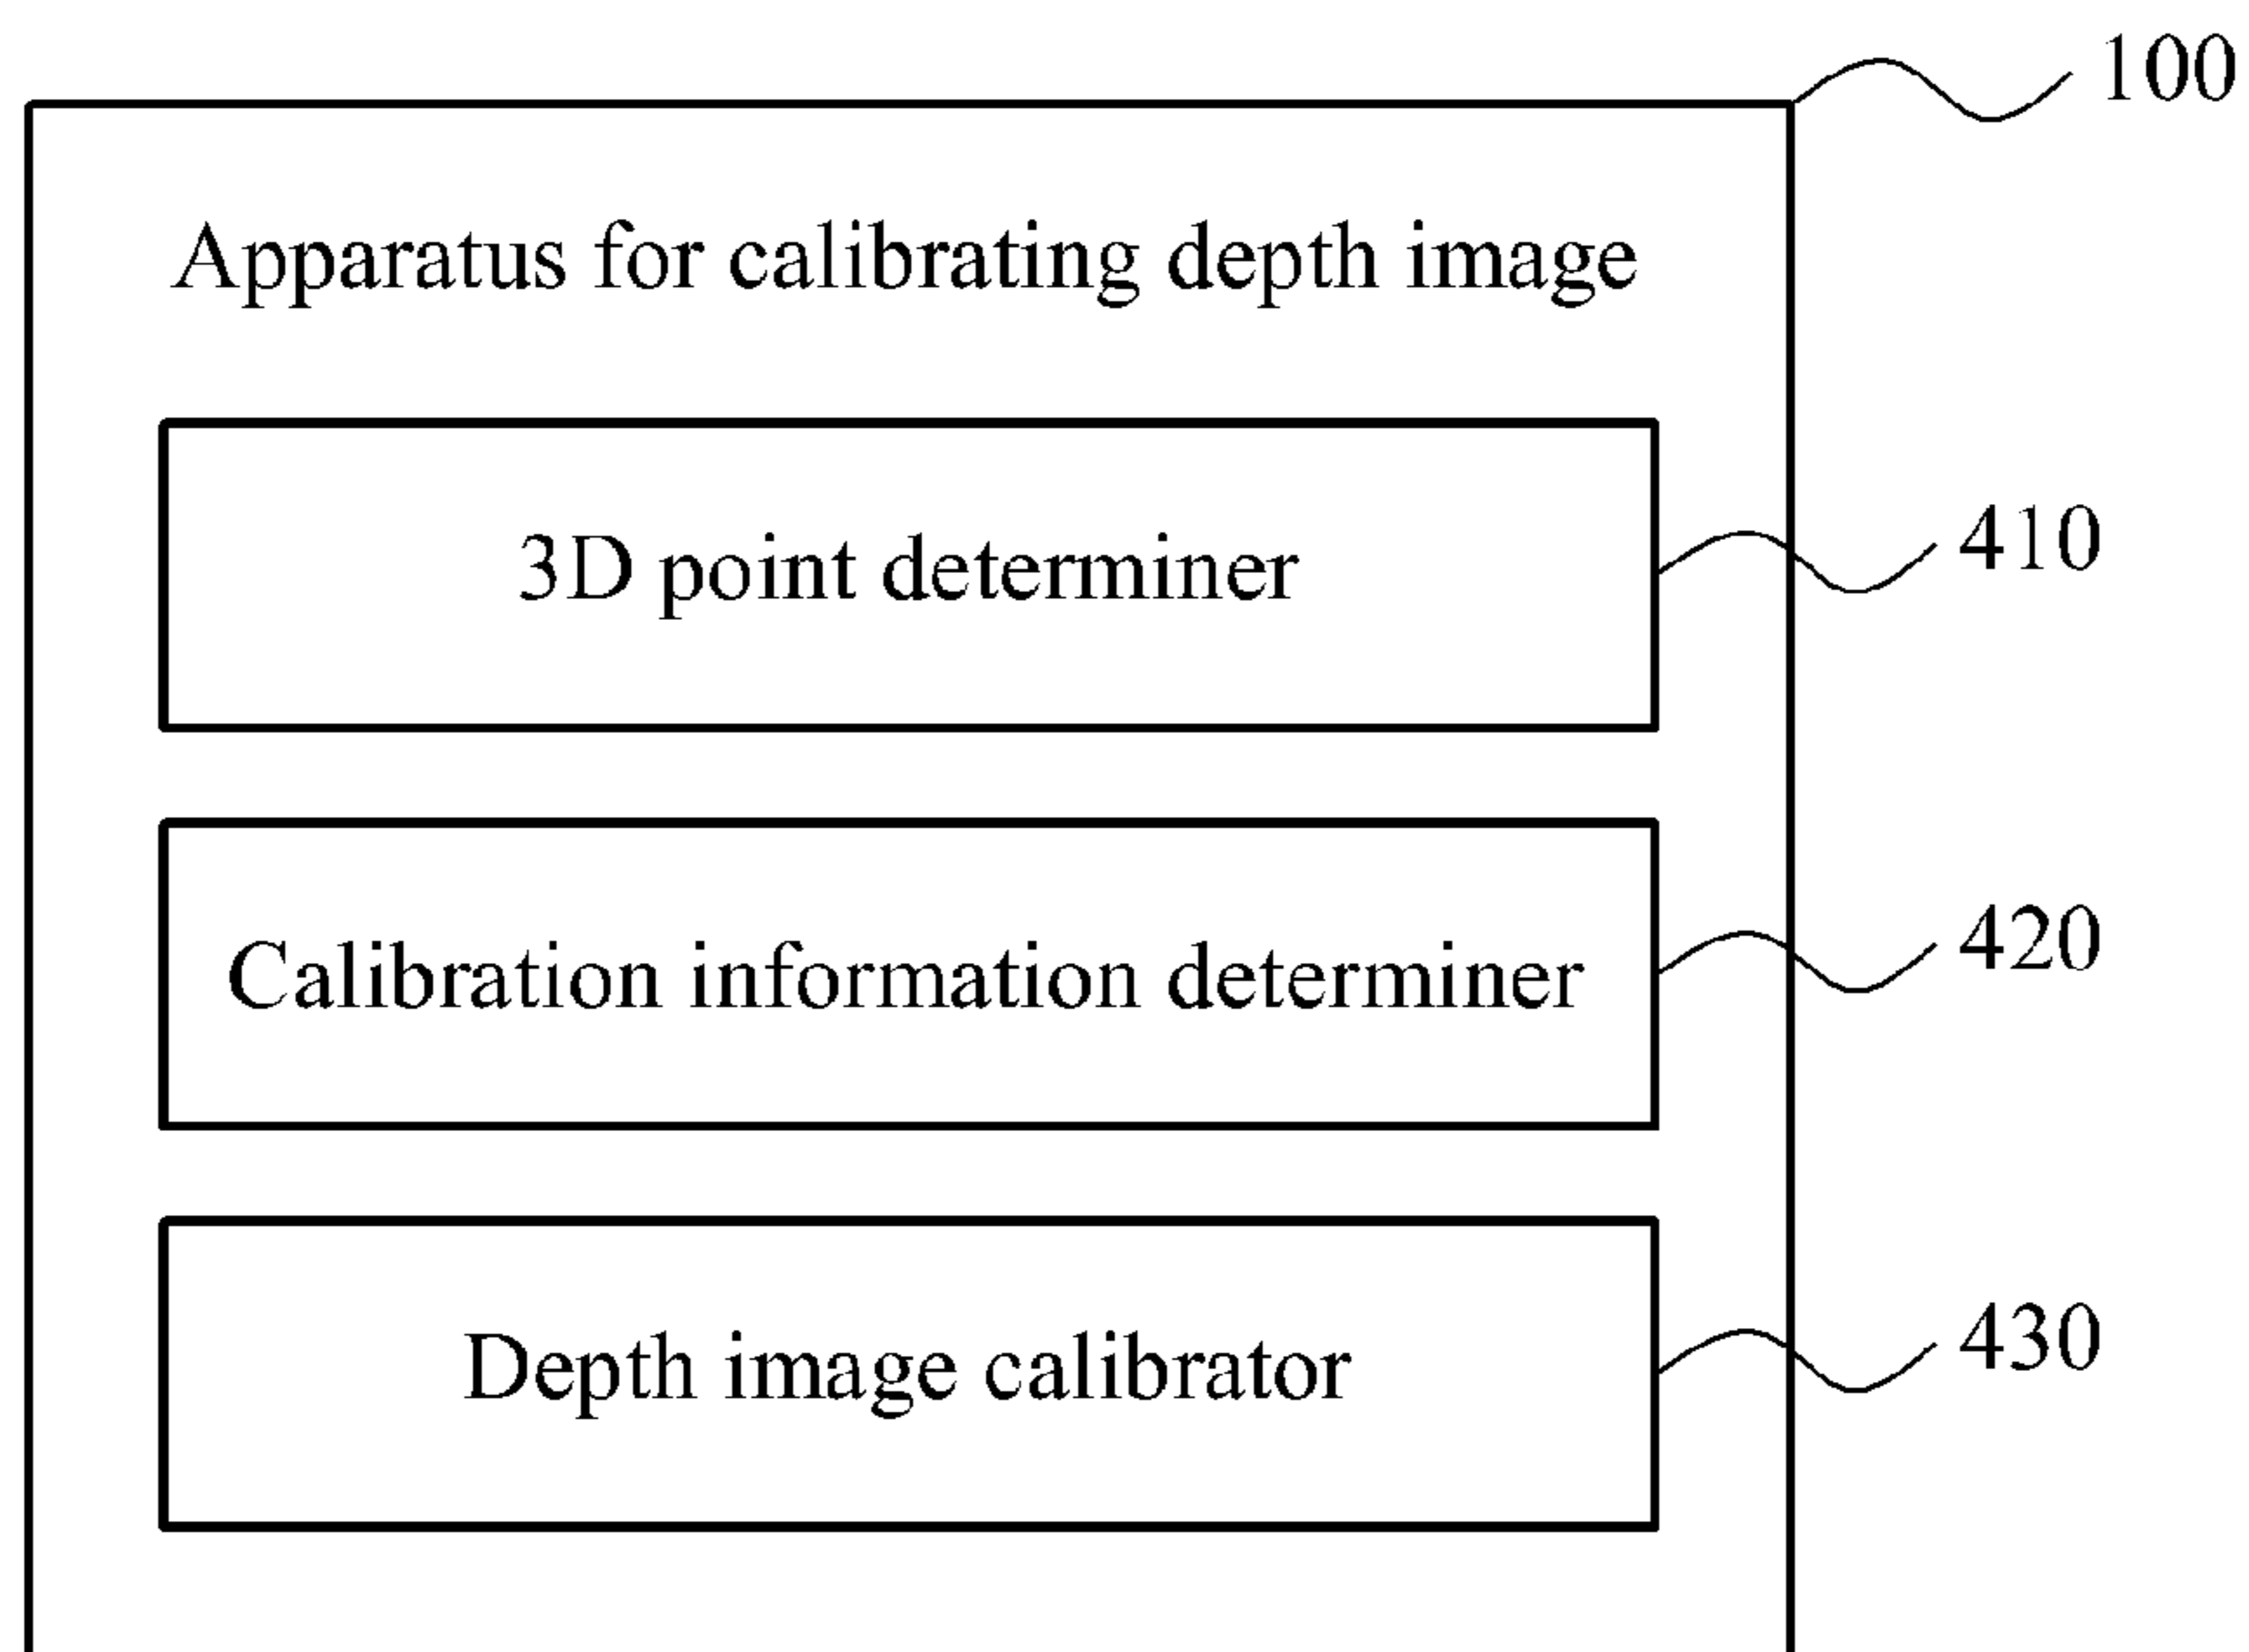 100
Apparatus for calibrating depth image
3D point determiner
410
Calibration information determiner
420
Depth image calibrator
430